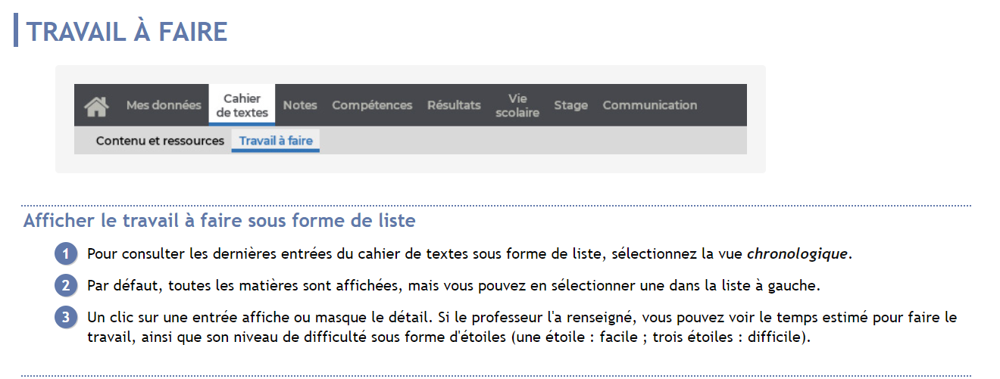 TRAVAIL À FAIRE
Mes données
Cahier
de textes
Notes
Compétences
Résultats
Vie
scolaire
Stage
Communication
Contenu et ressources
Travail à faire
Afficher le travail à faire sous forme de liste
1 Pour consulter les dernières entrées du cahier de textes sous forme de liste, sélectionnez la vue chronologique.
2 Par défaut, toutes les matières sont affichées, mais vous pouvez en sélectionner une dans la liste à gauche.
3 Un clic sur une entrée affiche ou masque le détail. Si le professeur l'a renseigné, vous pouvez voir le temps estimé pour faire le
travail, ainsi que son niveau de difficulté sous forme d'étoiles (une étoile : facile ; trois étoiles : difficile).